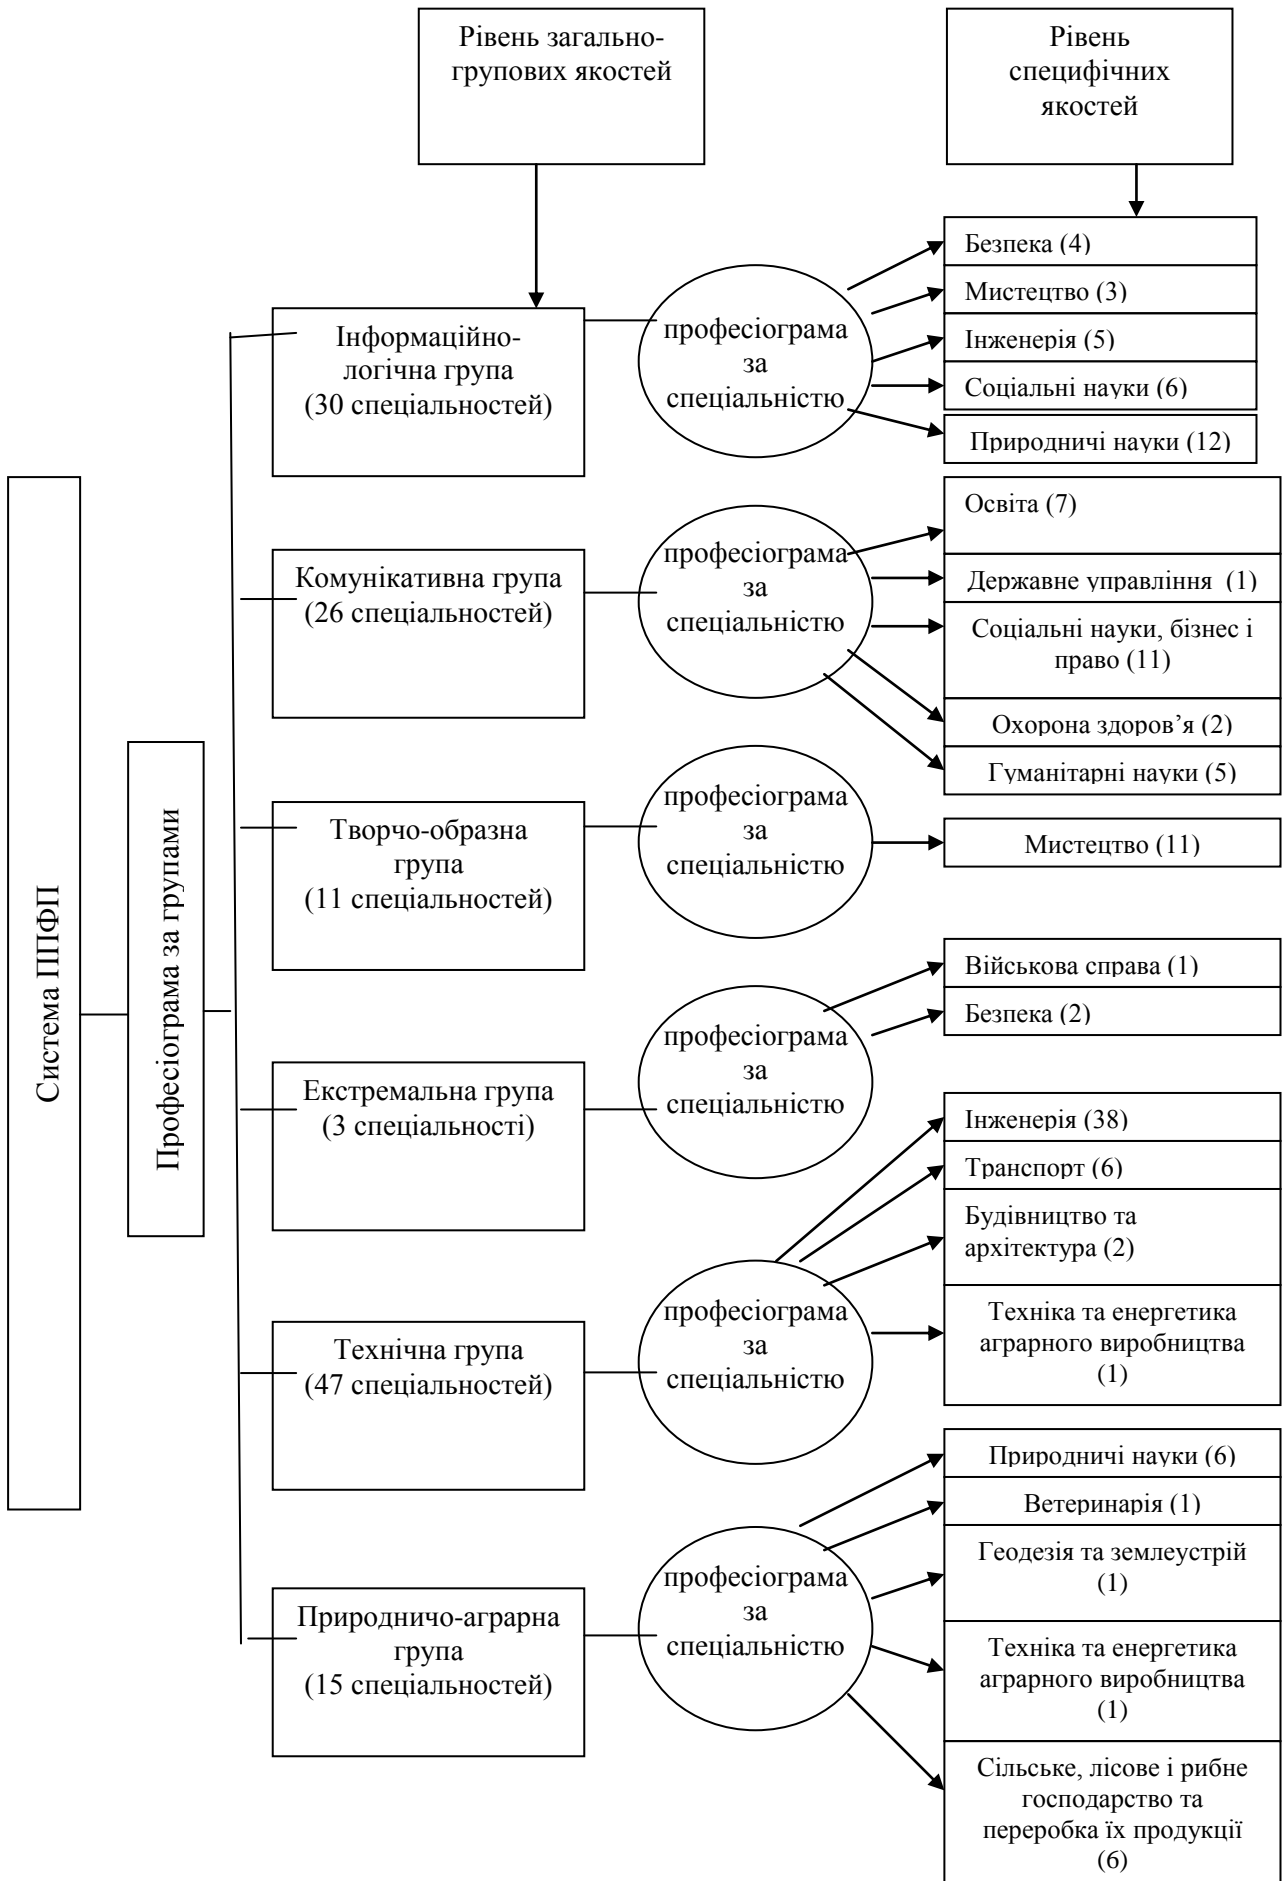 Рівень загально-
групових якостей
Рівень
специфічних
якостей
Система ППФП
Професіограма за групами
Інформаційно-
логічна група
(30 спеціальностей)
професіограма
за
спеціальністю
Безпека (4)
Мистецтво (3)
Інженерія (5)
Соціальні науки (6)
Природничі науки (12)
Комунікативна група
(26 спеціальностей)
професіограма
за
спеціальністю
Освіта (7)
Державне управління (1)
Соціальні науки, бізнес і
право (11)
Охорона здоров’я (2)
Гуманітарні науки (5)
Творчо-образна
група
(11 спеціальностей)
професіограма
за
спеціальністю
Мистецтво (11)
Екстремальна група
(3 спеціальності)
професіограма
за
спеціальністю
Військова справа (1)
Безпека (2)
Технічна група
(47 спеціальностей)
професіограма
за
спеціальністю
Інженерія (38)
Транспорт (6)
Будівництво та
архітектура (2)
Техніка та енергетика
аграрного виробництва
(1)
Природничо-аграрна
група
(15 спеціальностей)
професіограма
за
спеціальністю
Природничі науки (6)
Ветеринарія (1)
Геодезія та землеустрій
(1)
Техніка та енергетика
аграрного виробництва
(1)
Сільське, лісове і рибне
господарство та
переробка їх продукції
(6)